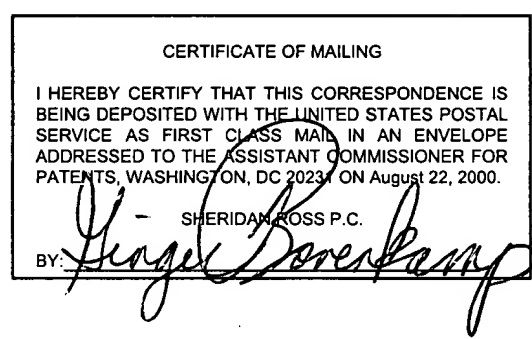 CERTIFICATE OF MAILING
I HEREBY CERTIFY THAT THIS CORRESPONDENCE IS
BEING DEPOSITED WITH THE UNITED STATES POSTAL
SERVICE AS FIRST CLASS MAIL IN AN ENVELOPE
ADDRESSED TO THE ASSISTANT COMMISSIONER FOR
PATENTS, WASHINGTON, DC 20231 ON August 22, 2000.
SHERIDAN ROSS P.C.
BY: Ginger Bovenkamp